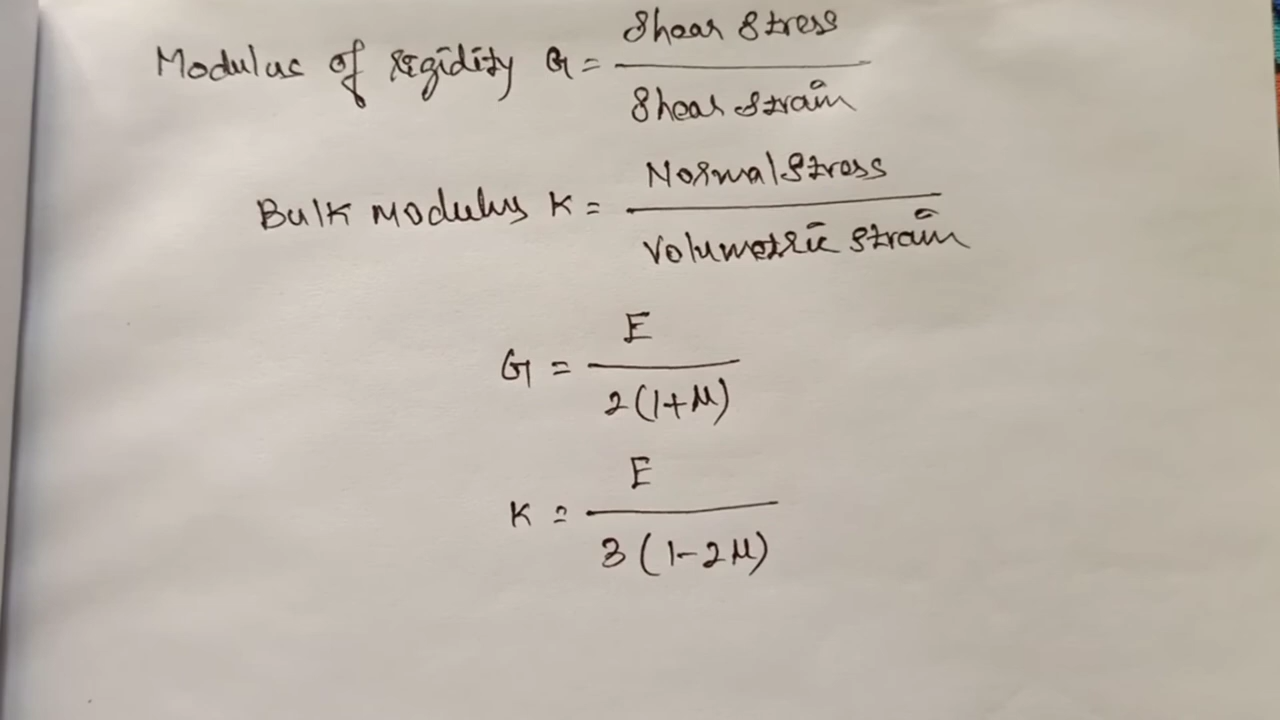 Modulus of rigidity G = Shear Stress / Shear Strain
Bulk Modulus K = Normal Stress / Volumetric Strain
G = E / 2(1+μ)
K = E / 3(1-2μ)